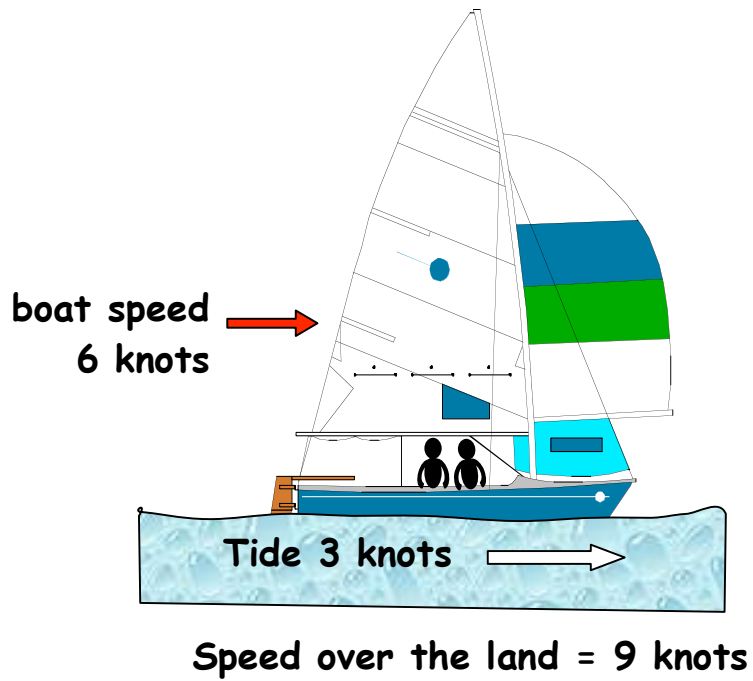 boat speed
6 knots
Tide 3 knots
Speed over the land = 9 knots